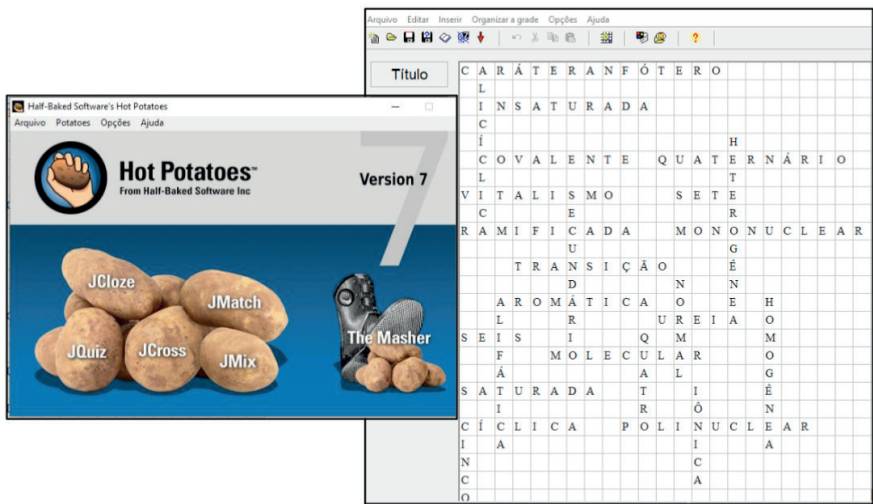 Arquivo Editar Inserir Organizar a grade Opções Ajuda
Título
C A R Á T E R A N F Ó T E R O
L
I N S A T U R A D A
C
Í H
C O V A L E N T E Q U A T E R N Á R I O
L T
V I T A L I S M O S E T E
C E R
R A M I F I C A D A M O N O N U C L E A R
U G
T R A N S I Ç Ã O Ê
D N N
A R O M Á T I C A O E H
L R U R E I A O
S E I S I Q M M
F M O L E C U L A R O
Á A L G
S A T U R A D A T I Ê
I R Ô N
C Í C L I C A P O L I N U C L E A R
I A I A
N C
C A
O
Half-Baked Software's Hot Potatoes
Arquivo Potatoes Opções Ajuda
Hot Potatoes™
From Half-Baked Software Inc
Version 7
7
JCloze
JMatch
JQuiz
JCross
JMix
The Masher